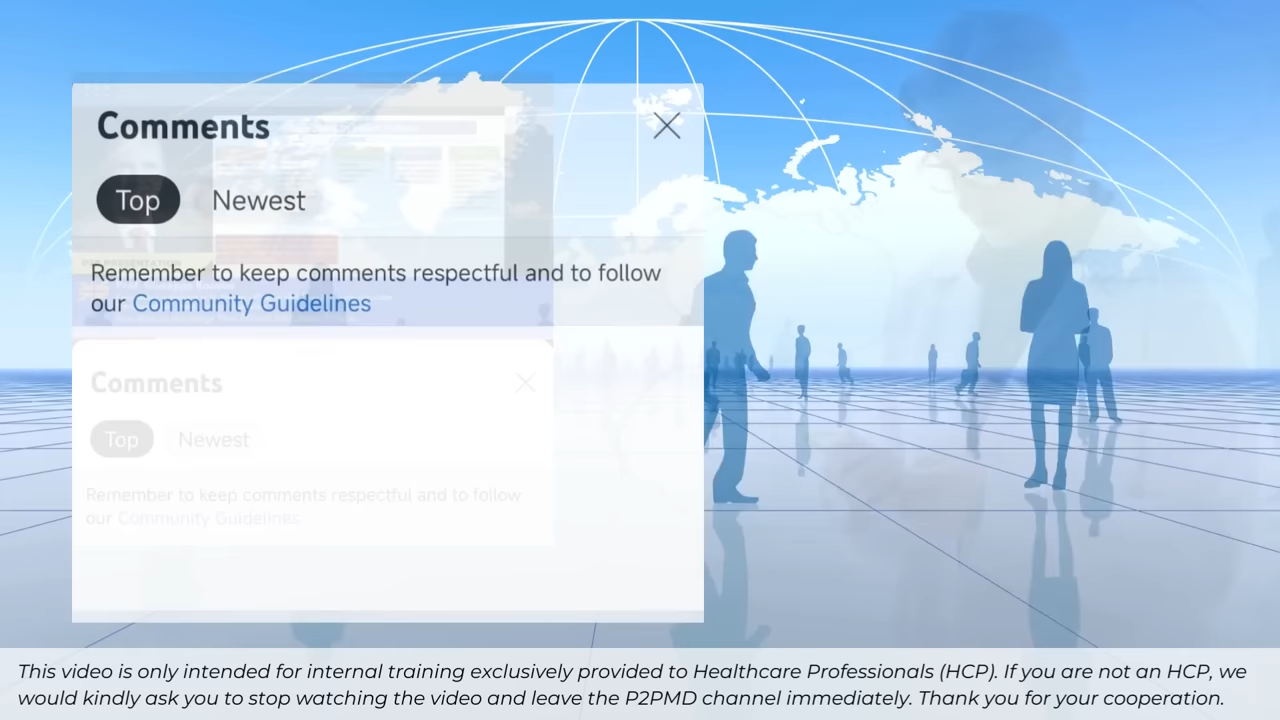 Comments
Top
Newest
Remember to keep comments respectful and to follow
our Community Guidelines
Comments
Top
Newest
Remember to keep comments respectful and to follow
our Community Guidelines
This video is only intended for internal training exclusively provided to Healthcare Professionals (HCP). If you are not an HCP, we
would kindly ask you to stop watching the video and leave the P2PMD channel immediately. Thank you for your cooperation.